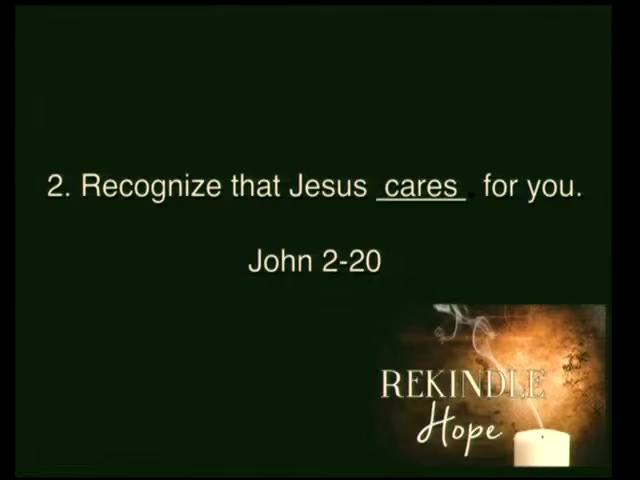 2. Recognize that Jesus cares . for you.
John 2-20
REKINDLE
Hope